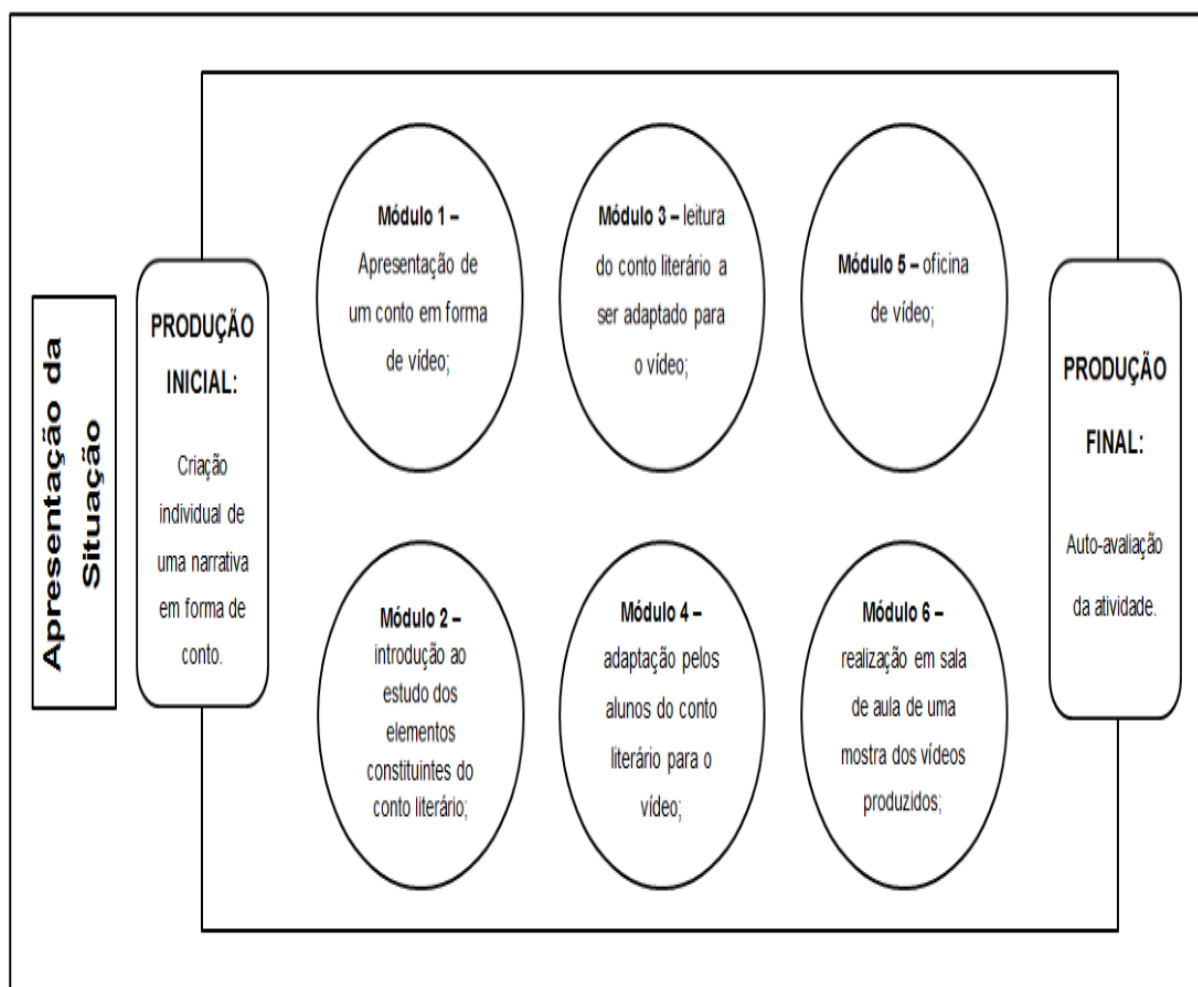 Apresentação da
Situação
PRODUÇÃO
INICIAL:
Criação
individual de
uma narrativa
em forma de
conto.
Módulo 1 –
Apresentação de
um conto em forma
de vídeo;
Módulo 2 –
introdução ao
estudo dos
elementos
constituintes do
conto literário;
Módulo 3 – leitura
do conto literário a
ser adaptado para
o vídeo;
Módulo 4 –
adaptação pelos
alunos do conto
literário para o
vídeo;
Módulo 5 – oficina
de vídeo;
Módulo 6 –
realização em sala
de aula de uma
mostra dos vídeos
produzidos;
PRODUÇÃO
FINAL:
Auto-avaliação
da atividade.